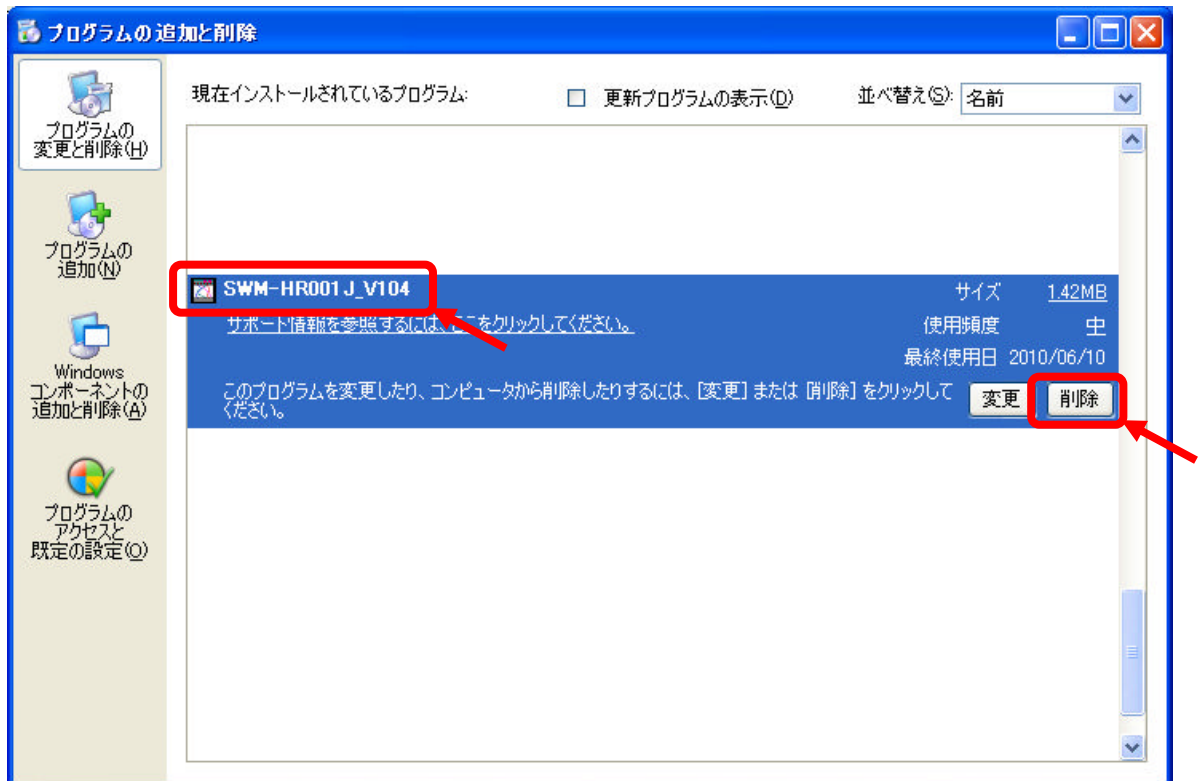 プログラムの追加と削除
現在インストールされているプログラム:
更新プログラムの表示(D)
並べ替え(S):
名前
プログラムの
変更と削除(H)
プログラムの
追加(N)
Windows
コンポーネントの
追加と削除(A)
プログラムの
アクセスと
既定の設定(O)
SWM-HR001J_V104
サイズ 1.42MB
サポート情報を参照するには、ここをクリックしてください。
使用頻度 中
最終使用日 2010/06/10
このプログラムを変更したり、コンピュータから削除したりするには、[変更] または [削除] をクリックして
ください。
変更
削除